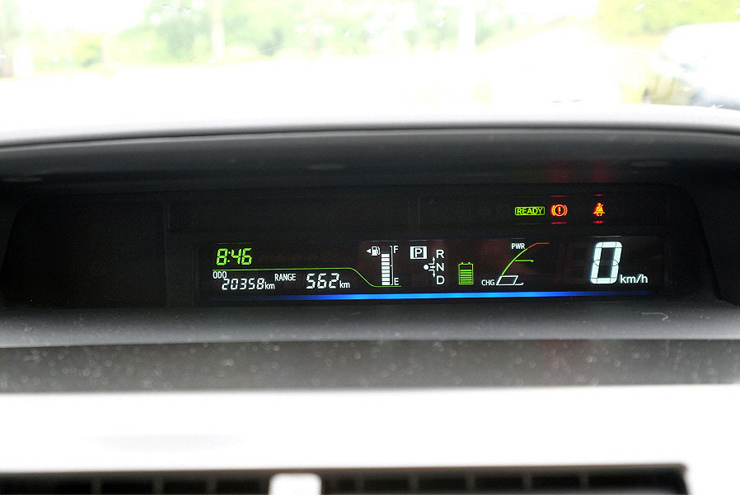 READY
8:46
ODO
20358km
RANGE 562km
F
E
P
R
N
D
PWR
CHG
0 km/h